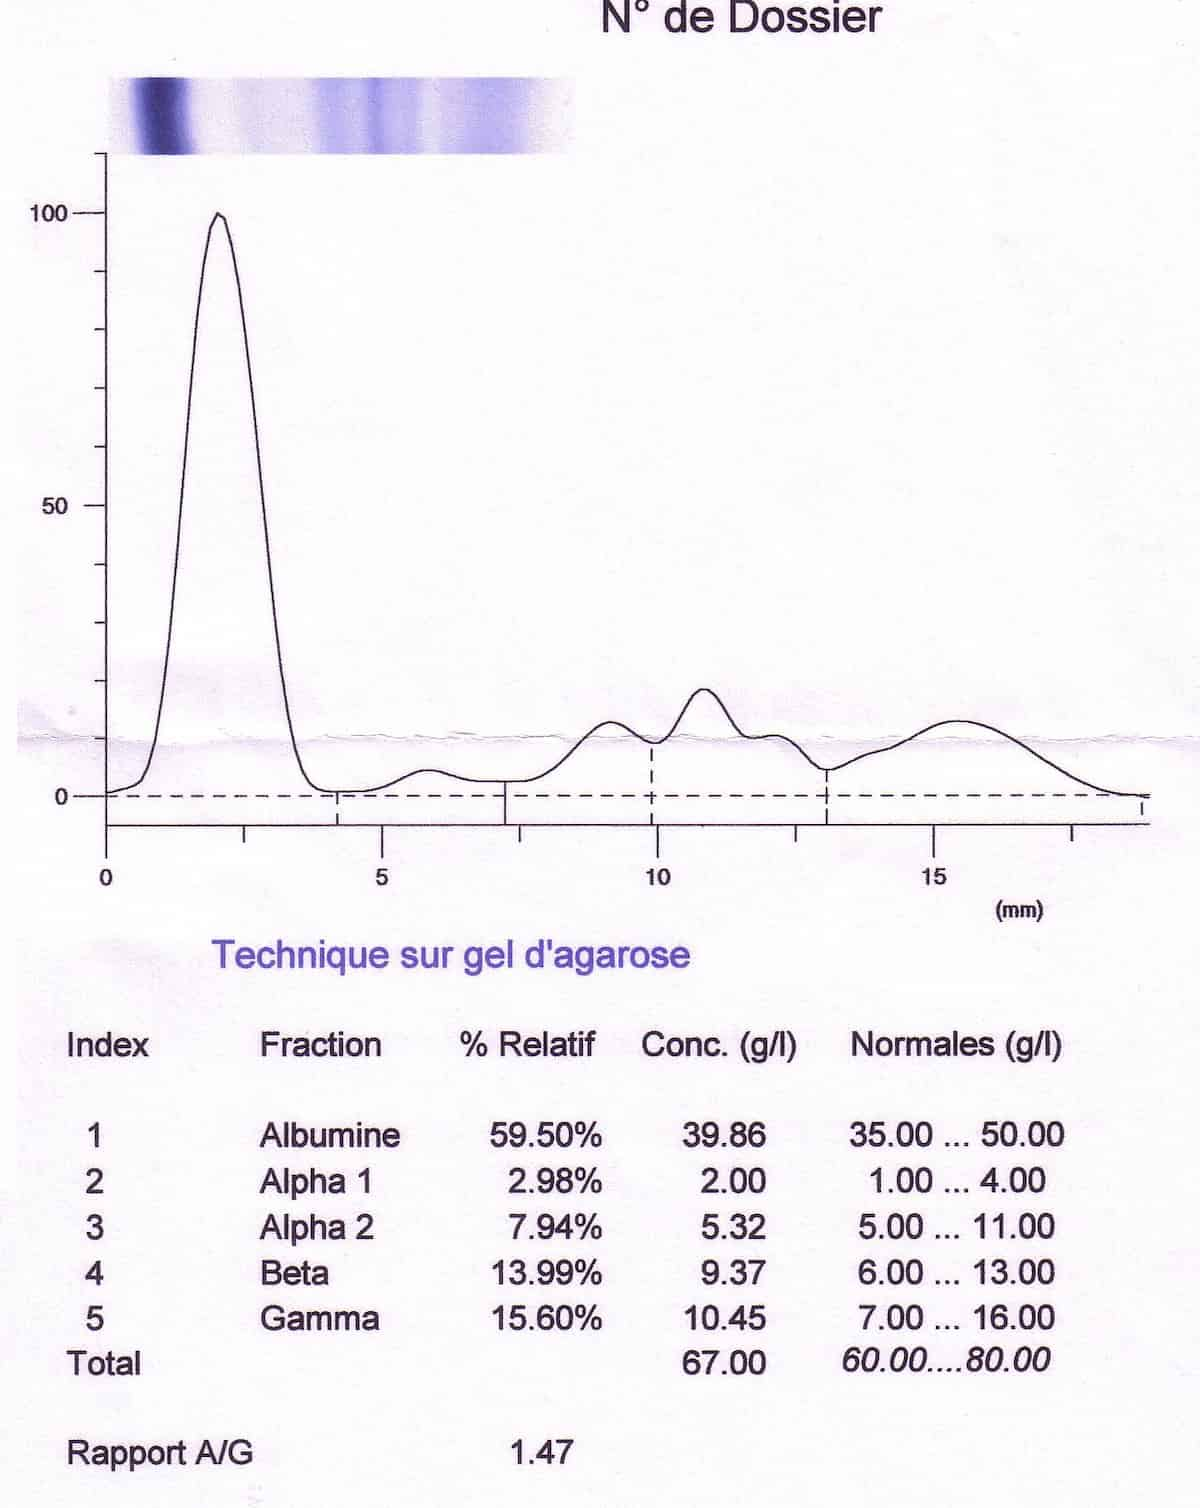 N° de Dossier
100
50
0
0 5 10 15
(mm)
Technique sur gel d'agarose
Index Fraction % Relatif Conc. (g/l) Normales (g/l)
1 Albumine 59.50% 39.86 35.00 ... 50.00
2 Alpha 1 2.98% 2.00 1.00 ... 4.00
3 Alpha 2 7.94% 5.32 5.00 ... 11.00
4 Beta 13.99% 9.37 6.00 ... 13.00
5 Gamma 15.60% 10.45 7.00 ... 16.00
Total 67.00 60.00....80.00
Rapport A/G 1.47